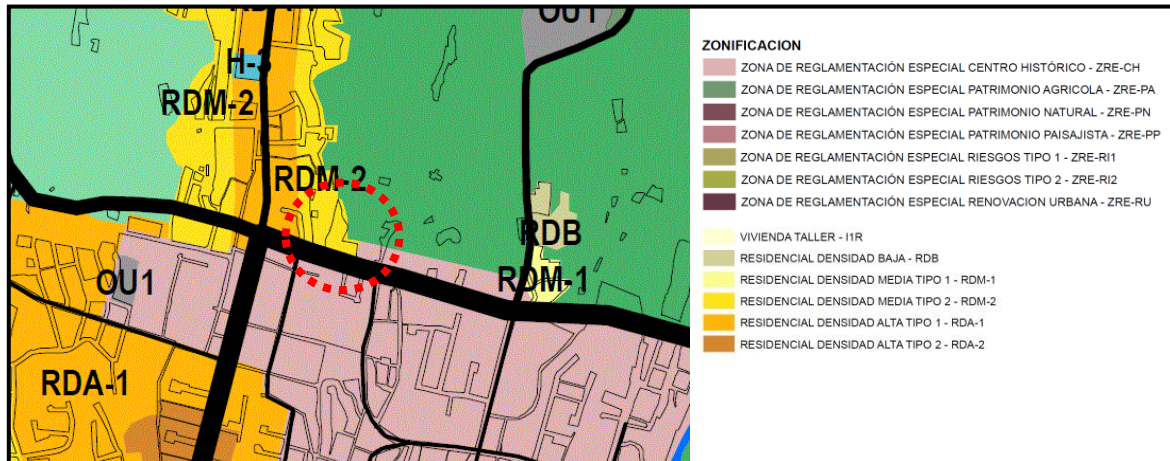 OU1
H-3
RDM-2
RDM-2
RDB
RDM-1
OU1
RDA-1
ZONIFICACION
ZONA DE REGLAMENTACIÓN ESPECIAL CENTRO HISTÓRICO - ZRE-CH
ZONA DE REGLAMENTACIÓN ESPECIAL PATRIMONIO AGRICOLA - ZRE-PA
ZONA DE REGLAMENTACIÓN ESPECIAL PATRIMONIO NATURAL - ZRE-PN
ZONA DE REGLAMENTACIÓN ESPECIAL PATRIMONIO PAISAJISTA - ZRE-PP
ZONA DE REGLAMENTACIÓN ESPECIAL RIESGOS TIPO 1 - ZRE-RI1
ZONA DE REGLAMENTACIÓN ESPECIAL RIESGOS TIPO 2 - ZRE-RI2
ZONA DE REGLAMENTACIÓN ESPECIAL RENOVACION URBANA - ZRE-RU
VIVIENDA TALLER - I1R
RESIDENCIAL DENSIDAD BAJA - RDB
RESIDENCIAL DENSIDAD MEDIA TIPO 1 - RDM-1
RESIDENCIAL DENSIDAD MEDIA TIPO 2 - RDM-2
RESIDENCIAL DENSIDAD ALTA TIPO 1 - RDA-1
RESIDENCIAL DENSIDAD ALTA TIPO 2 - RDA-2